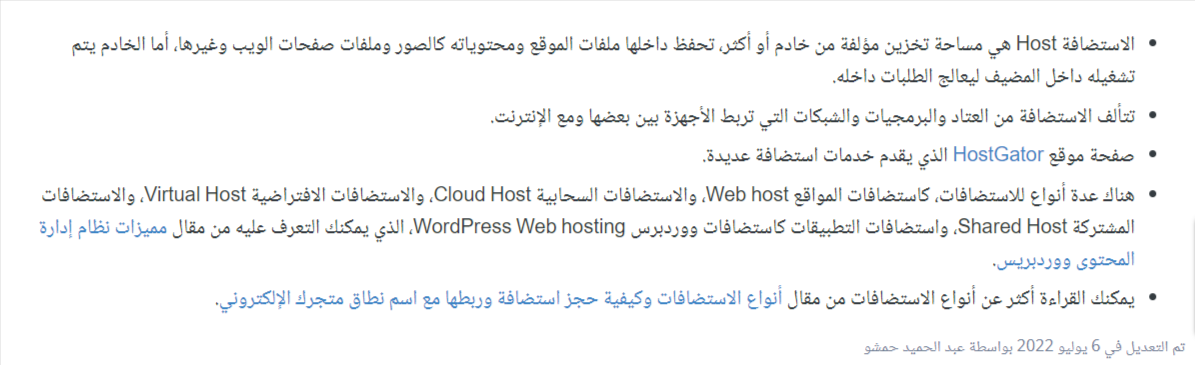 الاستضافة Host هي مساحة تخزين مؤلفة من خادم أو أكثر، تحفظ داخلها ملفات الموقع ومحتوياته كالصور وملفات صفحات الويب وغيرها، أما الخادم يتم
تشغيله داخل المضيف ليعالج الطلبات داخله.
تتألف الاستضافة من العتاد والبرمجيات والشبكات التي تربط الأجهزة بين بعضها ومع الإنترنت.
صفحة موقع HostGator الذي يقدم خدمات استضافة عديدة.
هناك عدة أنواع للاستضافات، كاستضافات المواقع Web host، والاستضافات السحابية Cloud Host، والاستضافات الافتراضية Virtual Host، والاستضافات
المشتركة Shared Host، واستضافات التطبيقات كاستضافات ووردبرس WordPress Web hosting، الذي يمكنك التعرف عليه من مقال مميزات نظام إدارة
المحتوى ووردبريس.
يمكنك القراءة أكثر عن أنواع الاستضافات من مقال أنواع الاستضافات وكيفية حجز استضافة وربطها مع اسم نطاق متجرك الإلكتروني.
تم التعديل في 6 يوليو 2022 بواسطة عبد الحميد حمشو